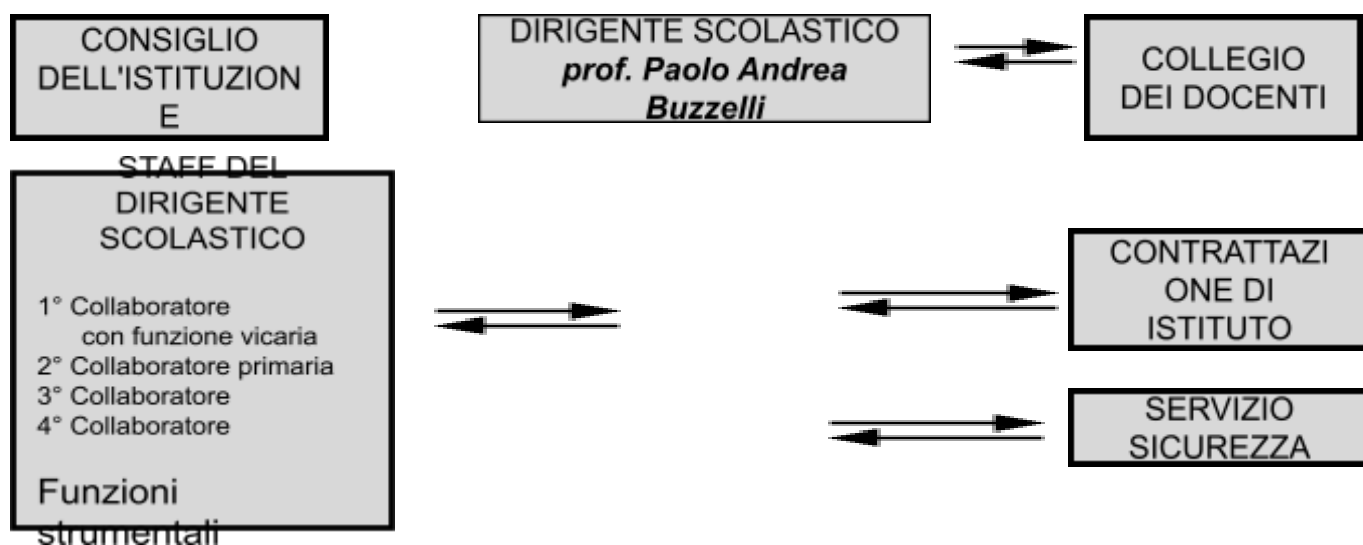 CONSIGLIO
DELL'ISTITUZION
E
DIRIGENTE SCOLASTICO
prof. Paolo Andrea
Buzzelli
COLLEGIO
DEI DOCENTI
STAFF DEL
DIRIGENTE
SCOLASTICO
1° Collaboratore
con funzione vicaria
2° Collaboratore primaria
3° Collaboratore
4° Collaboratore
Funzioni
strumentali
CONTRATTAZI
ONE DI
ISTITUTO
SERVIZIO
SICUREZZA